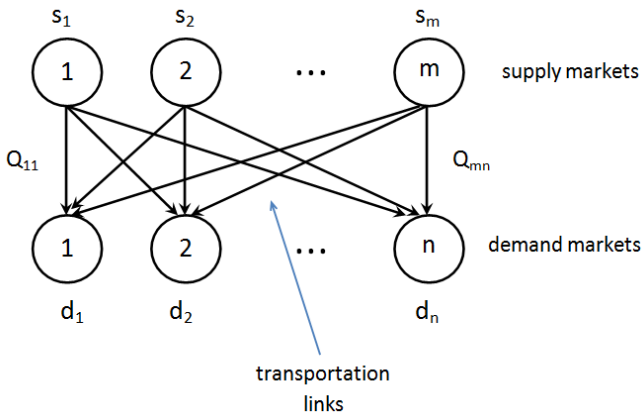 s1 s2 sm
1 2 ... m supply markets
Q11 Qmn
1 2 ... n demand markets
d1 d2 dn
transportation
links